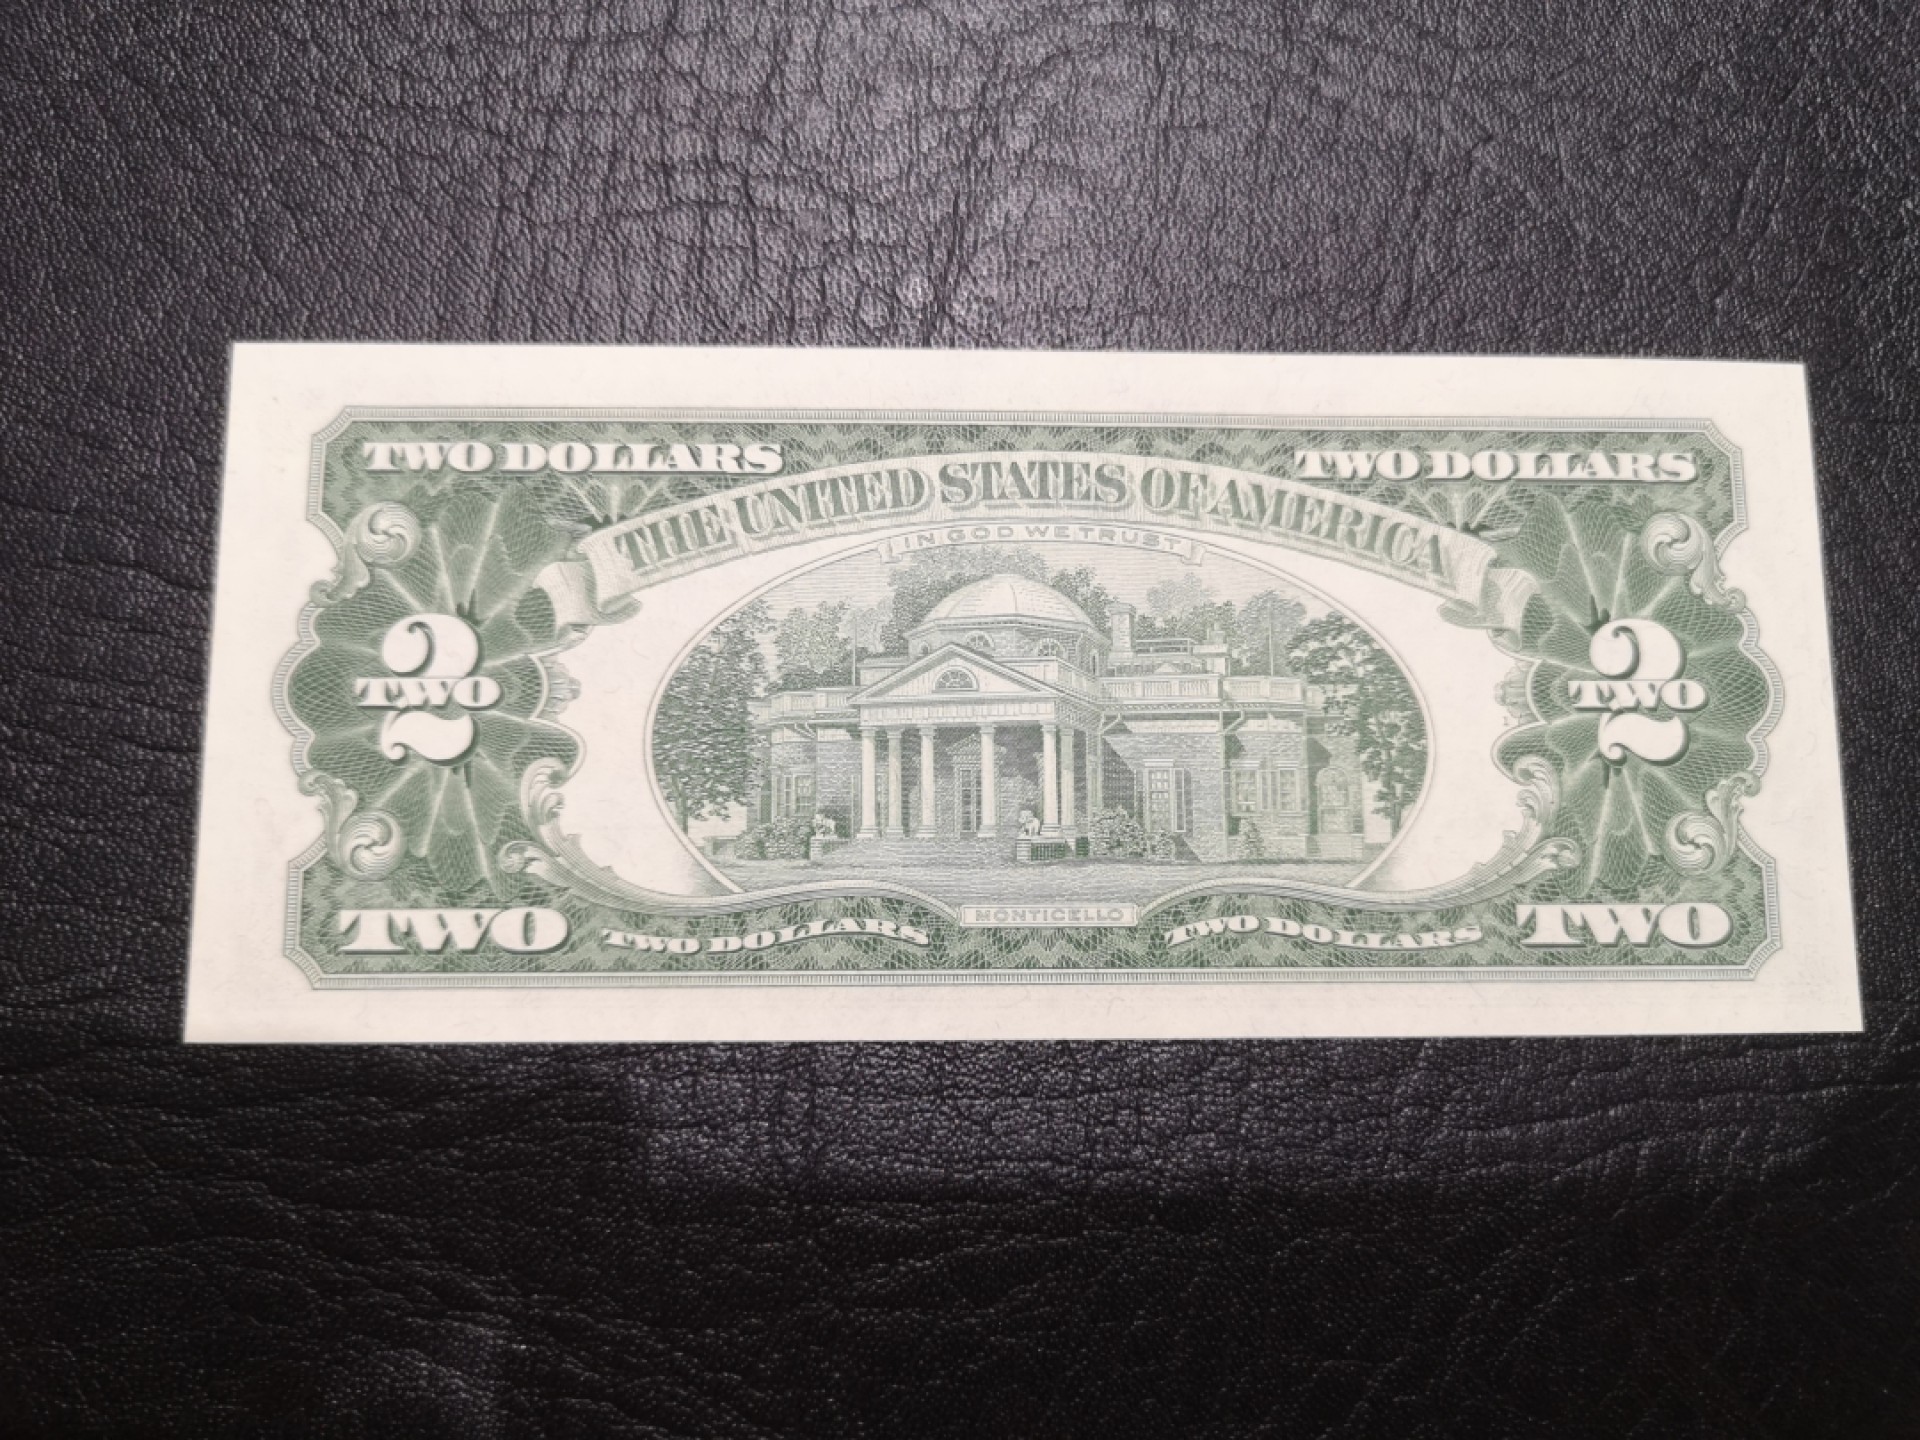 TWO DOLLARS
TWO DOLLARS
THE UNITED STATES OF AMERICA
IN GOD WE TRUST
2
TWO
2
TWO
1
TWO
TWO DOLLARS
MONTICELLO
TWO DOLLARS
TWO